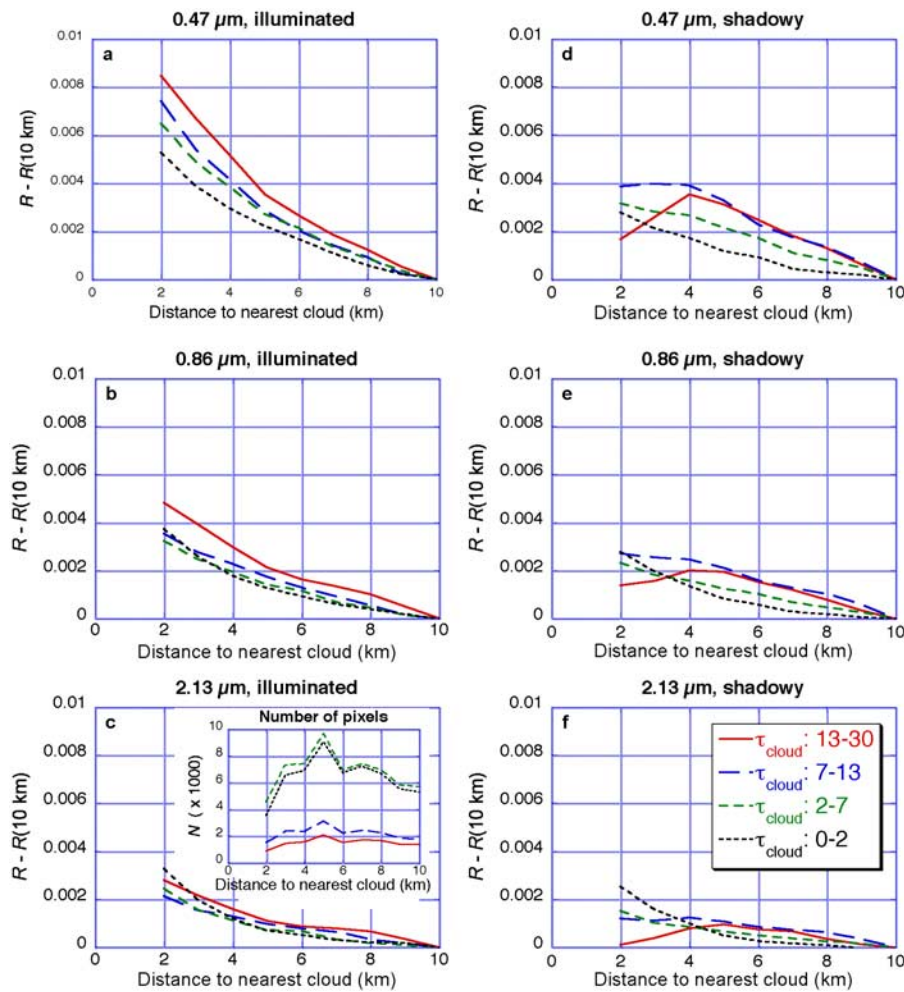 0.47 µm, illuminated
a
0.01
0.008
0.006
0.004
0.002
0
R - R(10 km)
0 2 4 6 8 10
Distance to nearest cloud (km)
0.47 µm, shadowy
d
0.01
0.008
0.006
0.004
0.002
0
R - R(10 km)
0 2 4 6 8 10
Distance to nearest cloud (km)
0.86 µm, illuminated
b
0.01
0.008
0.006
0.004
0.002
0
R - R(10 km)
0 2 4 6 8 10
Distance to nearest cloud (km)
0.86 µm, shadowy
e
0.01
0.008
0.006
0.004
0.002
0
R - R(10 km)
0 2 4 6 8 10
Distance to nearest cloud (km)
2.13 µm, illuminated
c
0.01
0.008
0.006
0.004
0.002
0
R - R(10 km)
0 2 4 6 8 10
Distance to nearest cloud (km)
Number of pixels
10
8
6
4
2
0
N ( x 1000)
0 2 4 6 8 10
Distance to nearest cloud (km)
2.13 µm, shadowy
f
0.01
0.008
0.006
0.004
0.002
0
R - R(10 km)
0 2 4 6 8 10
Distance to nearest cloud (km)
τcloud: 13-30
τcloud: 7-13
τcloud: 2-7
τcloud: 0-2